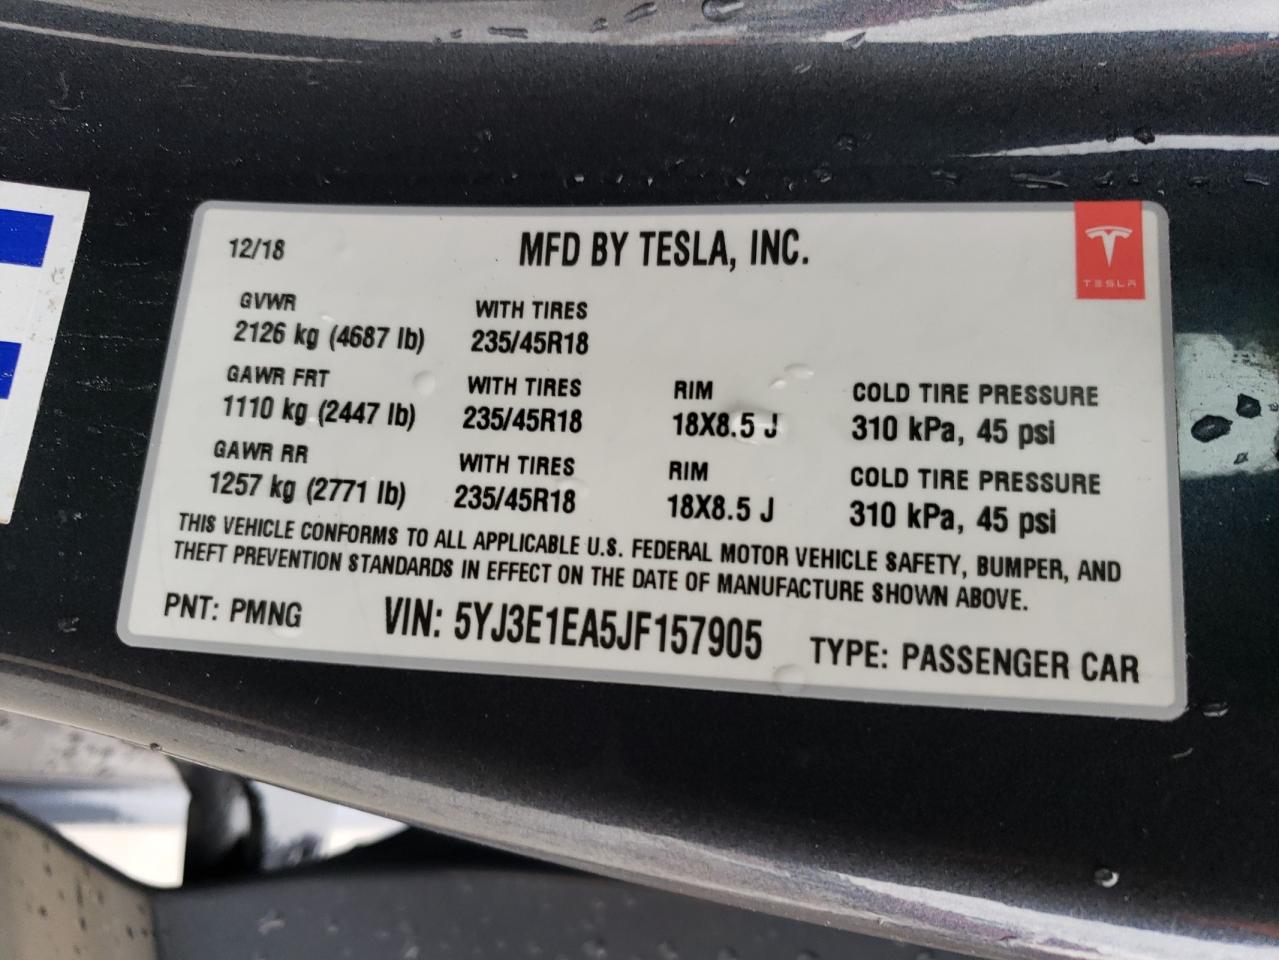 12/18 MFD BY TESLA, INC.
TESLA
GVWR WITH TIRES
2126 kg (4687 lb) 235/45R18
GAWR FRT WITH TIRES RIM COLD TIRE PRESSURE
1110 kg (2447 lb) 235/45R18 18X8.5 J 310 kPa, 45 psi
GAWR RR WITH TIRES RIM COLD TIRE PRESSURE
1257 kg (2771 lb) 235/45R18 18X8.5 J 310 kPa, 45 psi
THIS VEHICLE CONFORMS TO ALL APPLICABLE U.S. FEDERAL MOTOR VEHICLE SAFETY, BUMPER, AND
THEFT PREVENTION STANDARDS IN EFFECT ON THE DATE OF MANUFACTURE SHOWN ABOVE.
PNT: PMNG VIN: 5YJ3E1EA5JF157905 TYPE: PASSENGER CAR